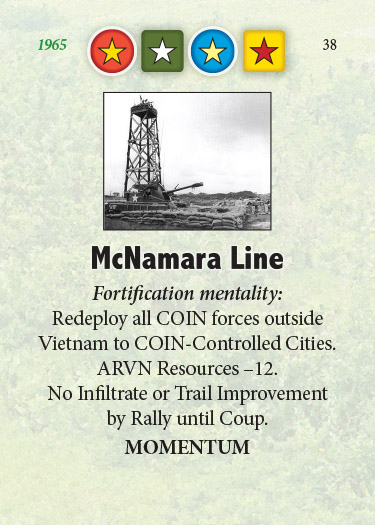 1965
38
McNamara Line
Fortification mentality:
Redeploy all COIN forces outside
Vietnam to COIN-Controlled Cities.
ARVN Resources –12.
No Infiltrate or Trail Improvement
by Rally until Coup.
MOMENTUM